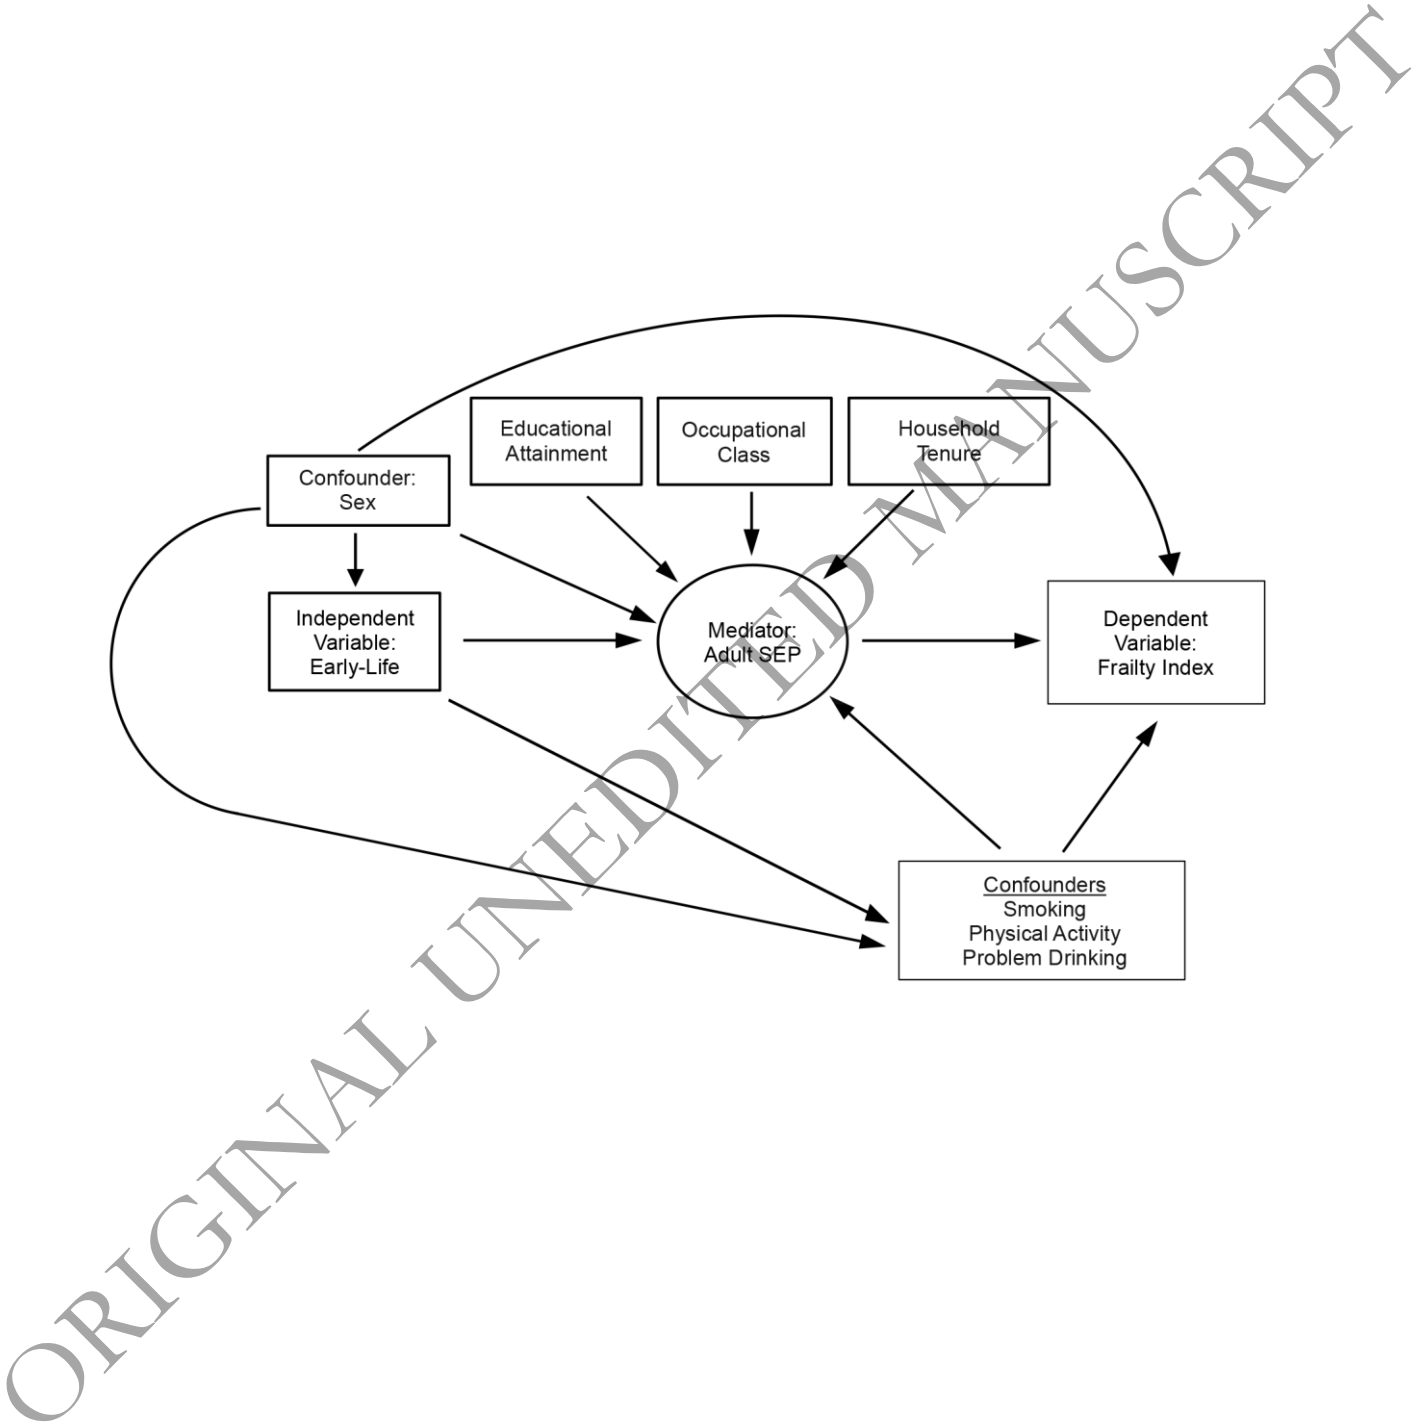 Educational
Attainment
Occupational
Class
Household
Tenure
Confounder:
Sex
Independent
Variable:
Early-Life
Mediator:
Adult SEP
Dependent
Variable:
Frailty Index
Confounders
Smoking
Physical Activity
Problem Drinking
ORIGINAL UNEDITED MANUSCRIPT